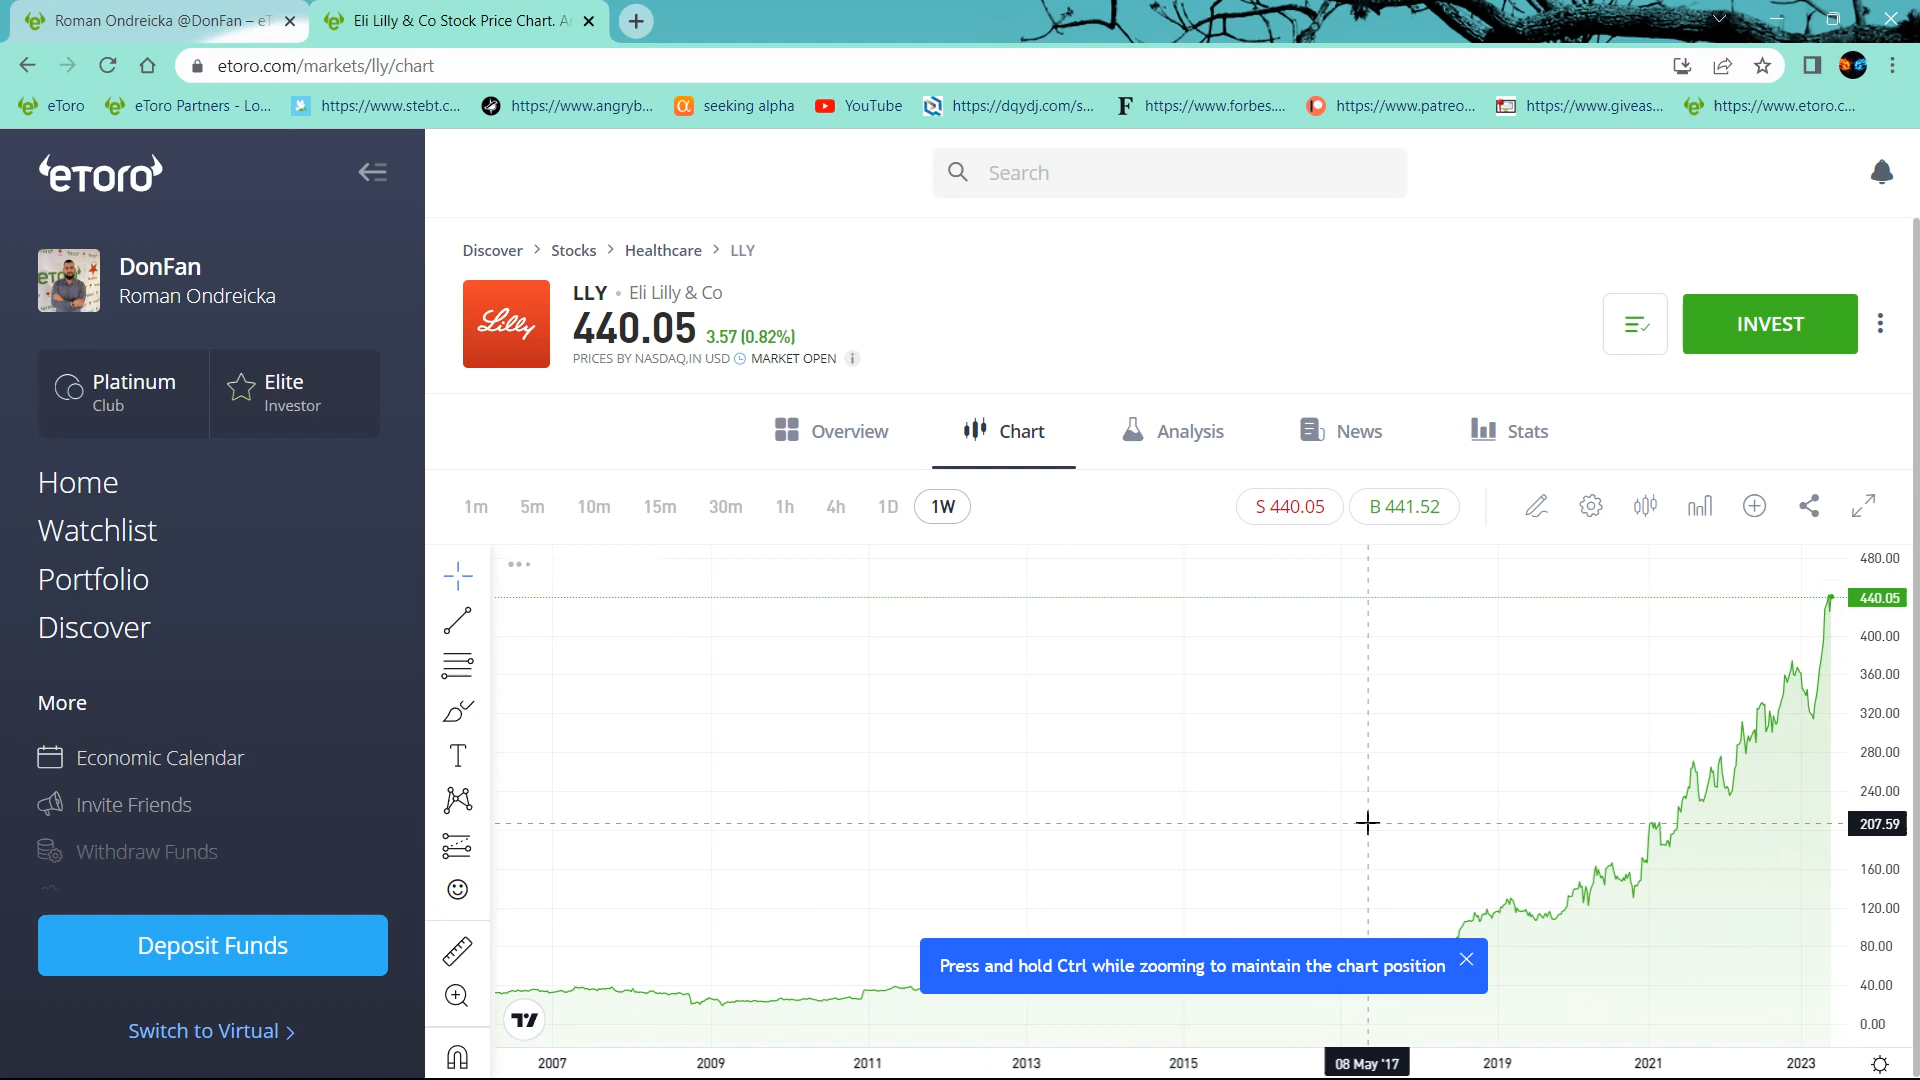 Roman Ondreicka @DonFan – eT
Eli Lilly & Co Stock Price Chart. A
etoro.com/markets/lly/chart
eToro
eToro Partners - Lo...
https://www.stebt.c...
https://www.angryb...
seeking alpha
YouTube
https://dqydj.com/s...
https://www.forbes....
https://www.patreo...
https://www.giveas...
https://www.etoro.c...
eToro
Search
DonFan
Roman Ondreicka
Platinum
Club
Elite
Investor
Home
Watchlist
Portfolio
Discover
More
Economic Calendar
Invite Friends
Withdraw Funds
Deposit Funds
Switch to Virtual >
Discover > Stocks > Healthcare > LLY
Lilly
LLY • Eli Lilly & Co
440.05 3.57 (0.82%)
PRICES BY NASDAQ,IN USD MARKET OPEN
INVEST
Overview
Chart
Analysis
News
Stats
1m 5m 10m 15m 30m 1h 4h 1D 1W
S 440.05
B 441.52
480.00
440.05
400.00
360.00
320.00
280.00
240.00
207.59
160.00
120.00
80.00
40.00
0.00
Press and hold Ctrl while zooming to maintain the chart position
2007 2009 2011 2013 2015 08 May '17 2019 2021 2023